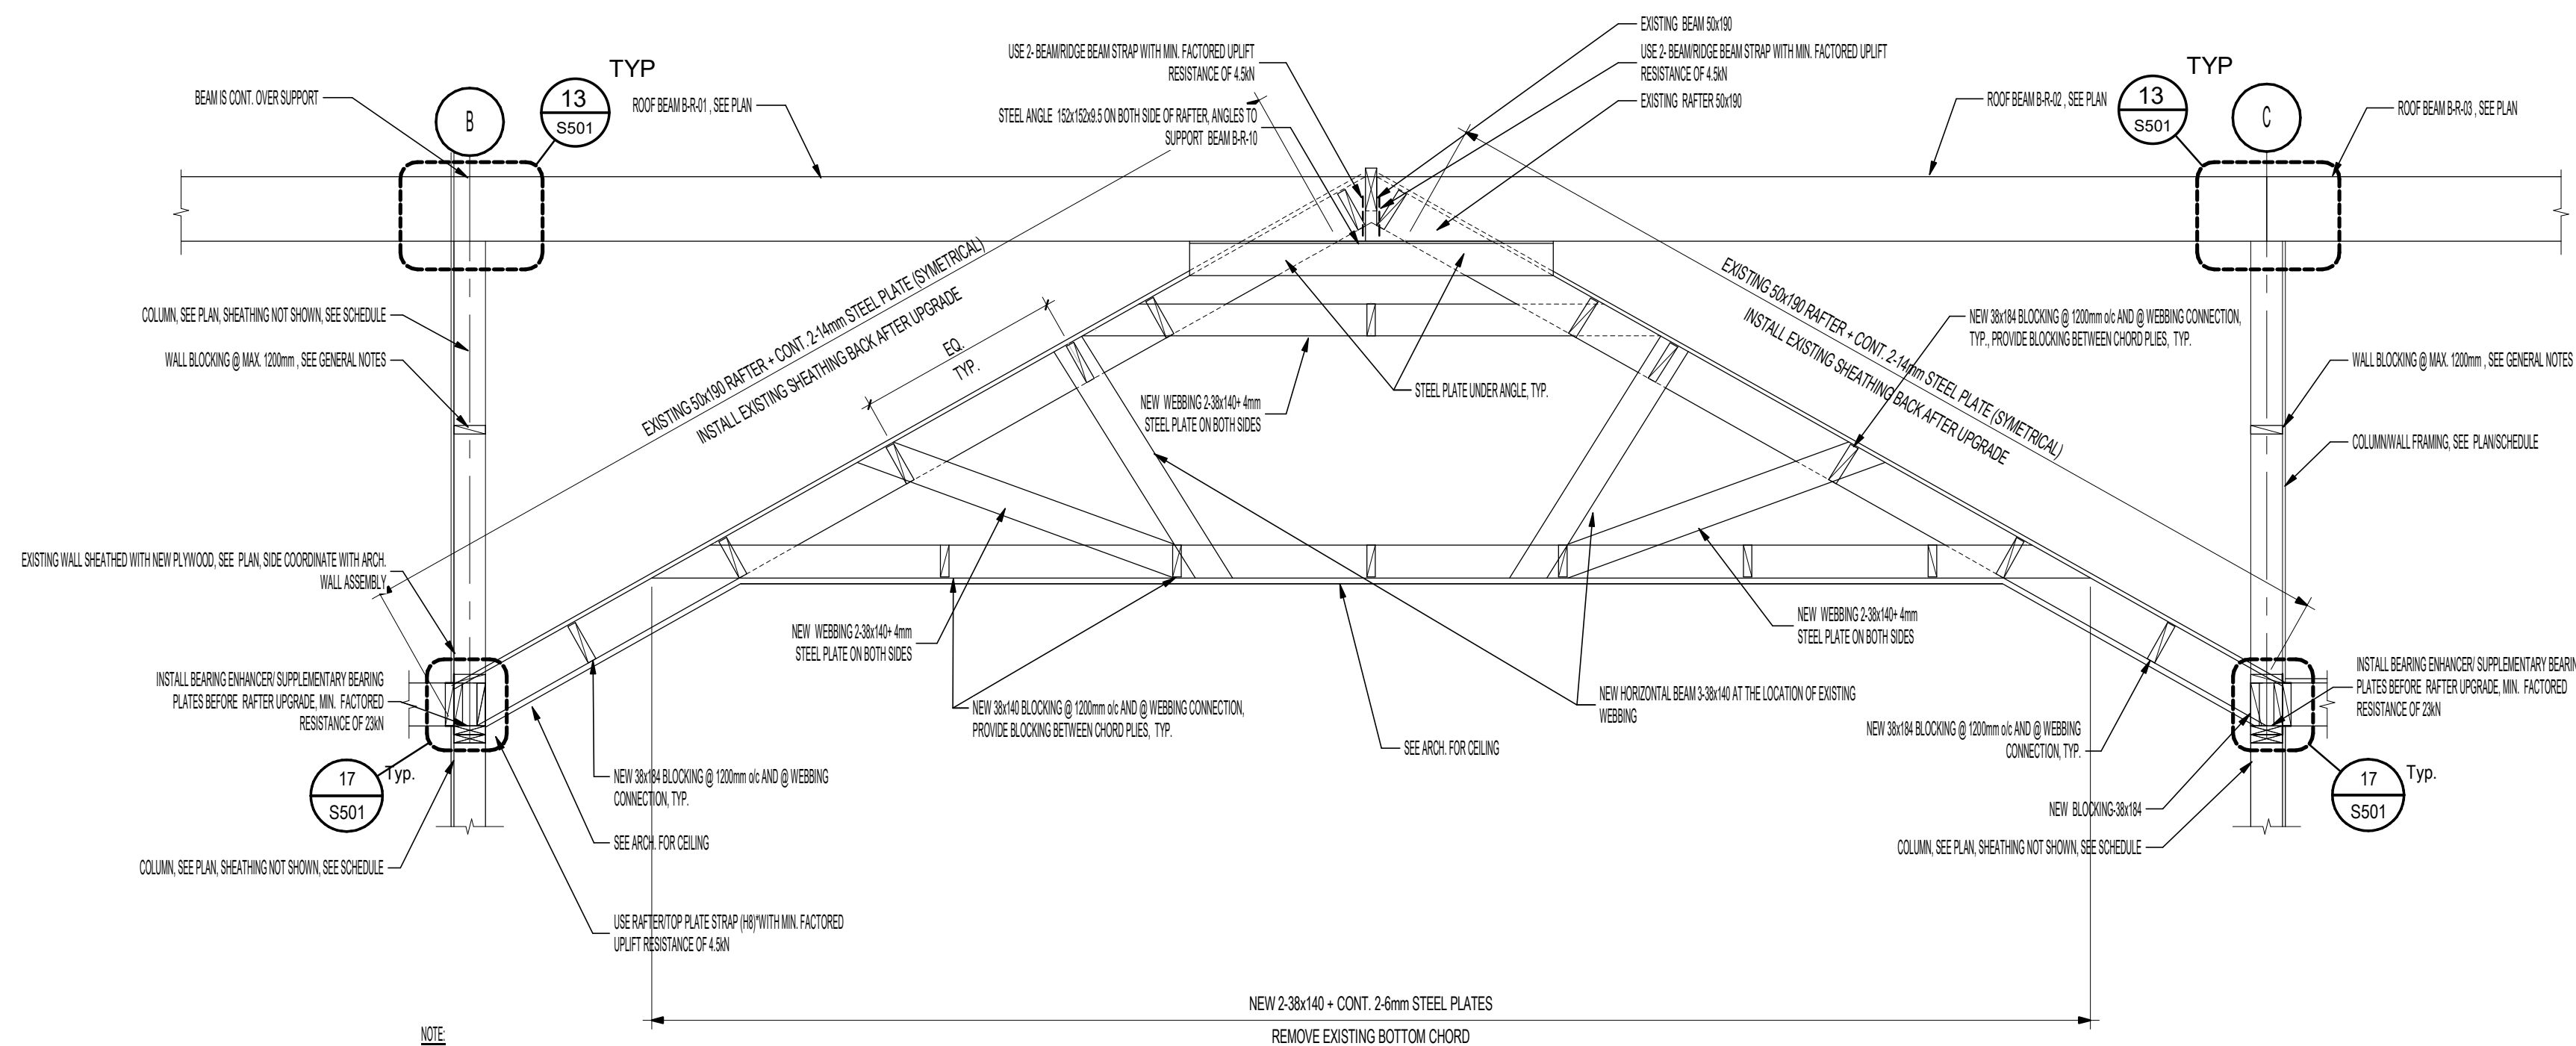 EXISTING BEAM 50x190
USE 2- BEAM/RIDGE BEAM STRAP WITH MIN. FACTORED UPLIFT
RESISTANCE OF 4.5kN
USE 2- BEAM/RIDGE BEAM STRAP WITH MIN. FACTORED UPLIFT
RESISTANCE OF 4.5kN
EXISTING RAFTER 50x190
TYP
13
S501
BEAM IS CONT. OVER SUPPORT
B
ROOF BEAM B-R-01 , SEE PLAN
STEEL ANGLE 152x152x9.5 ON BOTH SIDE OF RAFTER, ANGLES TO
SUPPORT BEAM B-R-10
ROOF BEAM B-R-02 , SEE PLAN
TYP
13
S501
C
ROOF BEAM B-R-03 , SEE PLAN
EXISTING 50x190 RAFTER + CONT. 2-14mm STEEL PLATE (SYMETRICAL)
INSTALL EXISTING SHEATHING BACK AFTER UPGRADE
EQ.
TYP.
EXISTING 50x190 RAFTER + CONT. 2-14mm STEEL PLATE (SYMETRICAL)
INSTALL EXISTING SHEATHING BACK AFTER UPGRADE
COLUMN, SEE PLAN, SHEATHING NOT SHOWN, SEE SCHEDULE
WALL BLOCKING @ MAX. 1200mm , SEE GENERAL NOTES
NEW 38x184 BLOCKING @ 1200mm o/c AND @ WEBBING CONNECTION,
TYP., PROVIDE BLOCKING BETWEEN CHORD PLIES, TYP.
WALL BLOCKING @ MAX. 1200mm , SEE GENERAL NOTES
STEEL PLATE UNDER ANGLE, TYP.
NEW WEBBING 2-38x140+ 4mm
STEEL PLATE ON BOTH SIDES
COLUMN/WALL FRAMING, SEE PLAN/SCHEDULE
EXISTING WALL SHEATHED WITH NEW PLYWOOD, SEE PLAN, SIDE COORDINATE WITH ARCH.
WALL ASSEMBLY
NEW WEBBING 2-38x140+ 4mm
STEEL PLATE ON BOTH SIDES
NEW WEBBING 2-38x140+ 4mm
STEEL PLATE ON BOTH SIDES
INSTALL BEARING ENHANCER/ SUPPLEMENTARY BEARING
PLATES BEFORE RAFTER UPGRADE, MIN. FACTORED
RESISTANCE OF 23kN
NEW 38x140 BLOCKING @ 1200mm o/c AND @ WEBBING CONNECTION,
PROVIDE BLOCKING BETWEEN CHORD PLIES, TYP.
NEW HORIZONTAL BEAM 3-38x140 AT THE LOCATION OF EXISTING
WEBBING
INSTALL BEARING ENHANCER/ SUPPLEMENTARY BEARIN
PLATES BEFORE RAFTER UPGRADE, MIN. FACTORED
RESISTANCE OF 23kN
SEE ARCH. FOR CEILING
NEW 38x184 BLOCKING @ 1200mm o/c AND @ WEBBING
CONNECTION, TYP.
17
S501
Typ.
NEW 38x184 BLOCKING @ 1200mm o/c AND @ WEBBING
CONNECTION, TYP.
NEW BLOCKING-38x184
17
S501
Typ.
SEE ARCH. FOR CEILING
COLUMN, SEE PLAN, SHEATHING NOT SHOWN, SEE SCHEDULE
COLUMN, SEE PLAN, SHEATHING NOT SHOWN, SEE SCHEDULE
USE RAFTER/TOP PLATE STRAP (H8)"WITH MIN. FACTORED
UPLIFT RESISTANCE OF 4.5kN
NEW 2-38x140 + CONT. 2-6mm STEEL PLATES
REMOVE EXISTING BOTTOM CHORD
NOTE: